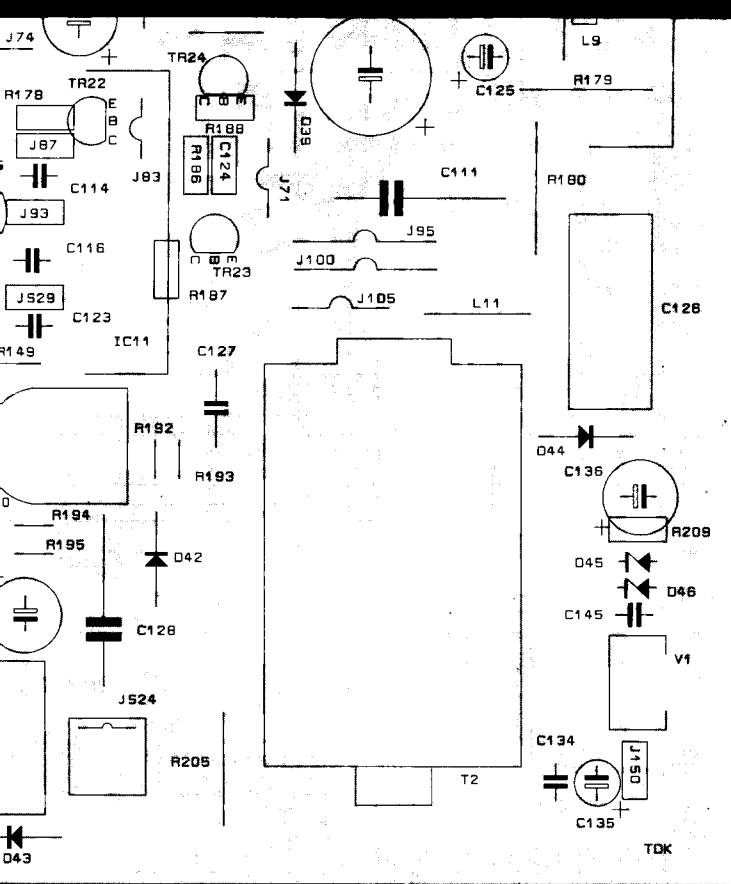 J74
TR24
L9
TR22
C125
R179
R178
E
B
C
C B E
R188
D39
J87
R186
C124
J83
J71
C111
R180
C114
J93
C B E
TR23
J95
C116
J100
R187
J105
JS29
L11
C126
C123
IC11
R149
C127
R192
D44
R193
C136
R194
R209
R195
D42
D45
D46
C128
C145
V1
JS24
C134
R205
T2
J150
C135
D43
TDK